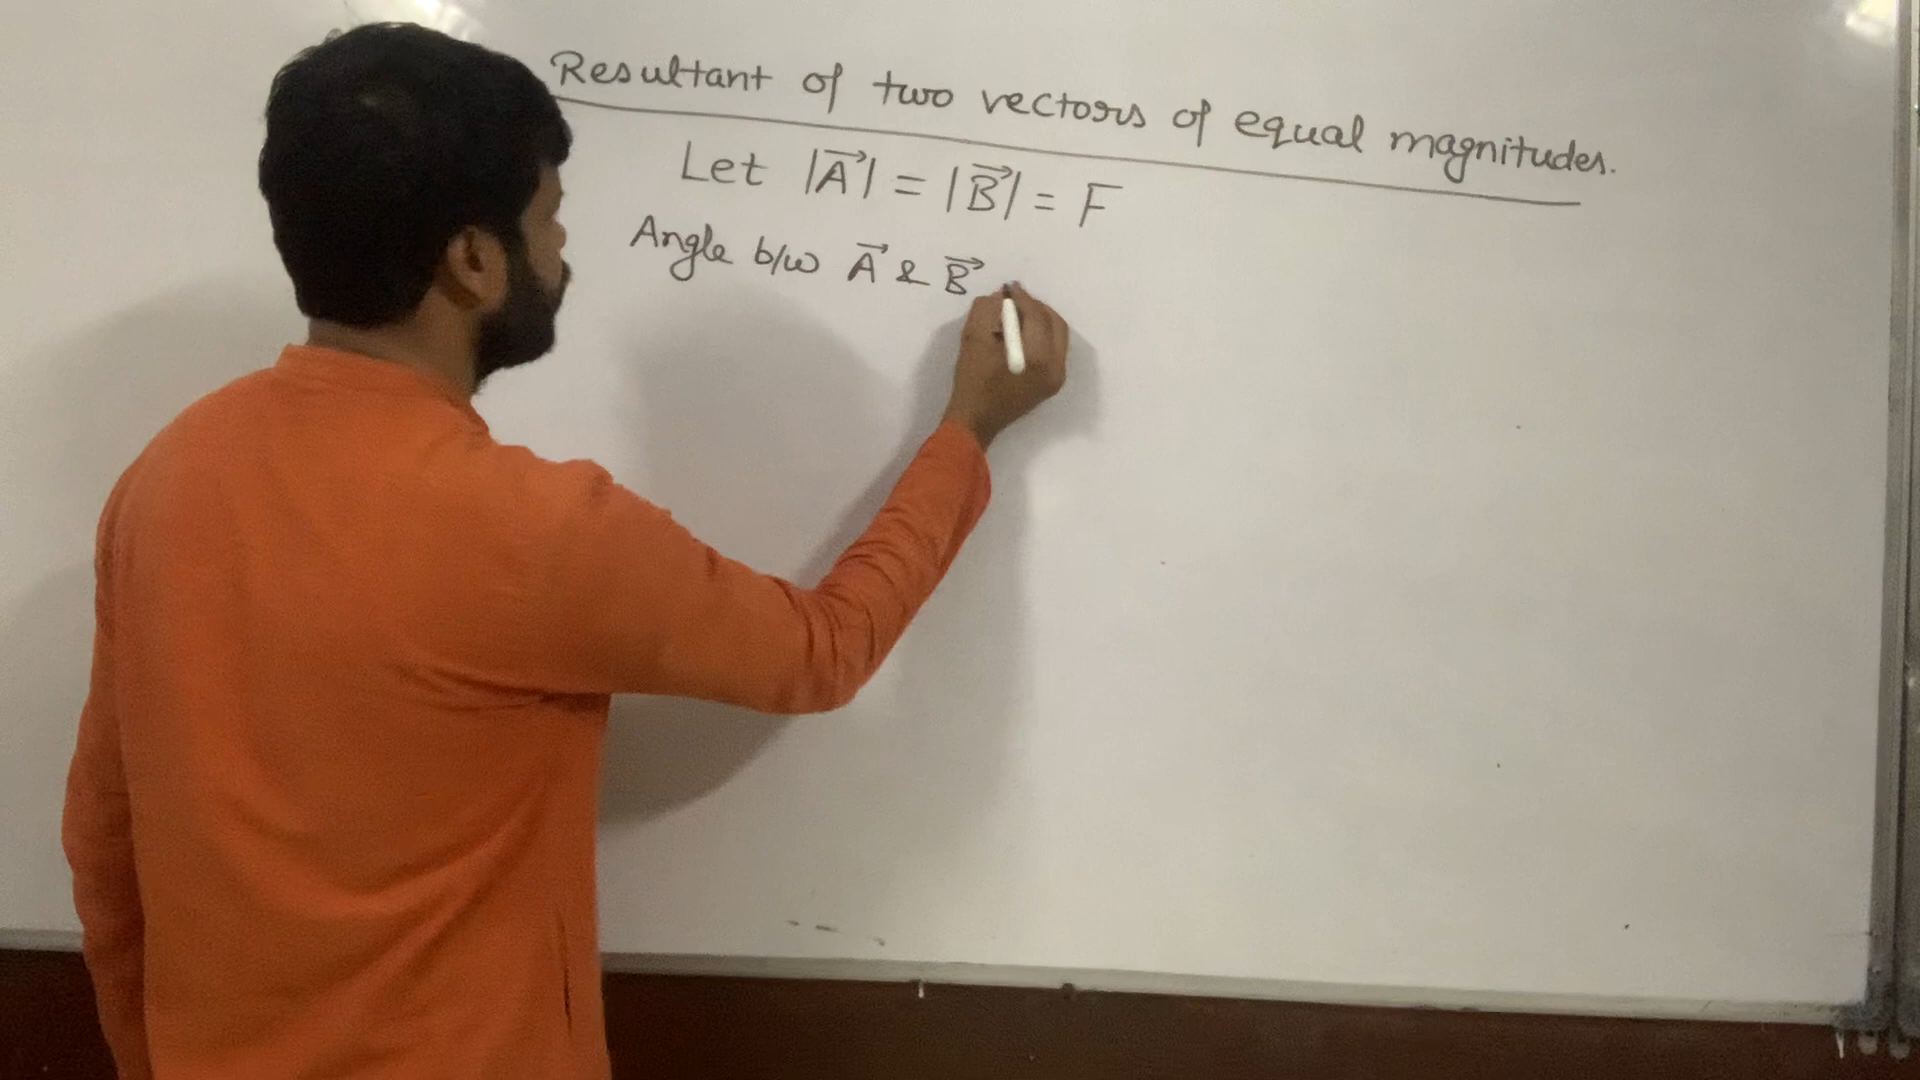 Resultant of two vectors of equal magnitudes.
Let |A⃗| = |B⃗| = F
Angle b/w A⃗ & B⃗